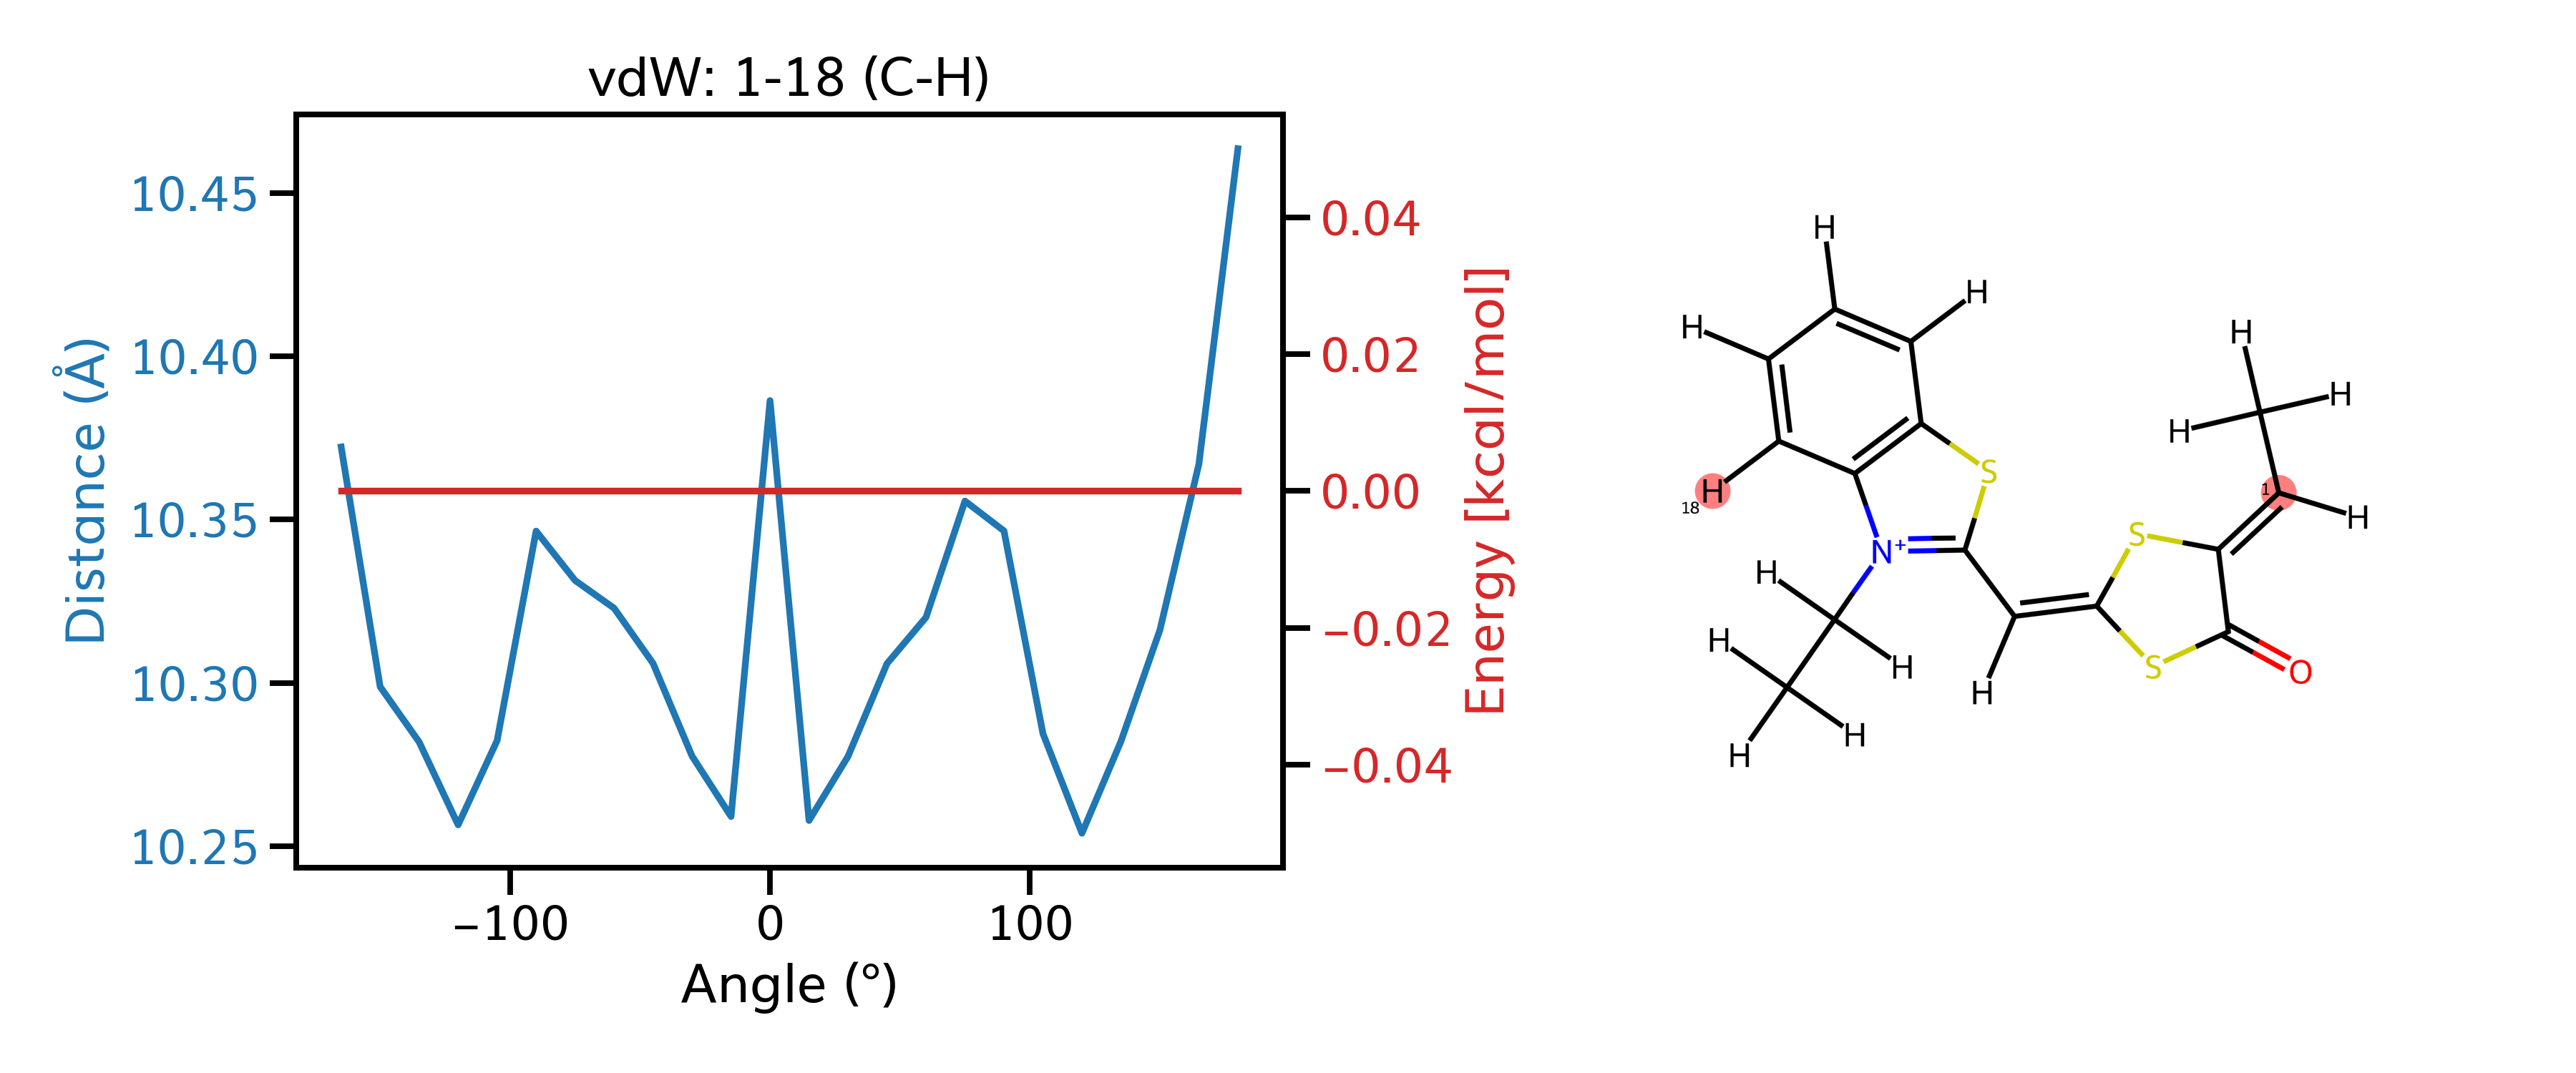 vdW: 1-18 (C-H)
Distance (Å)
10.45
10.40
10.35
10.30
10.25
0.04
0.02
0.00
−0.02
−0.04
Energy [kcal/mol]
−100 0 100
Angle (°)
H
H
H
H
H
H
H
S
18 H
1
H
S
N+
H
H
H
S
O
H
H
H